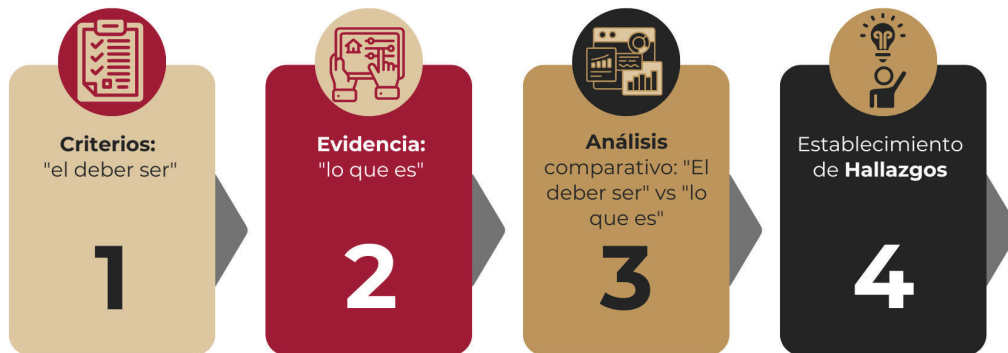 Criterios:
"el deber ser"
1
Evidencia:
"lo que es"
2
Análisis
comparativo: "El
deber ser" vs "lo
que es"
3
Establecimiento
de Hallazgos
4